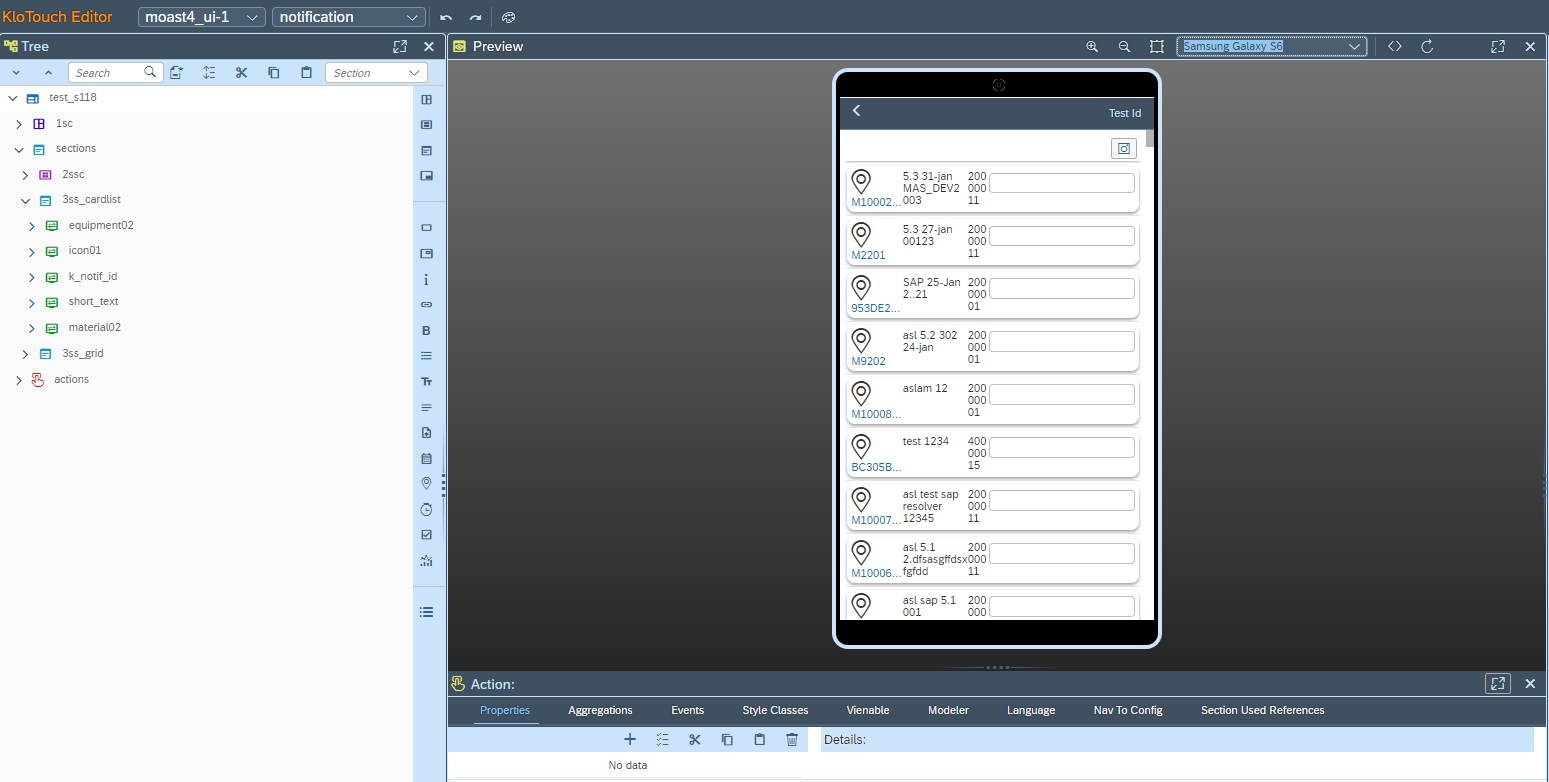 KloTouch Editor
moast4_ui-1
notification
Tree
Search
Section
test_s118
1sc
sections
2ssc
3ss_cardlist
equipment02
icon01
k_notif_id
short_text
material02
3ss_grid
actions
B
Preview
Samsung Galaxy S6
Test Id
M10002...
5.3 31-jan
MAS_DEV2
003
200
000
11
M2201
5.3 27-jan
00123
200
000
11
953DE2...
SAP 25-Jan
2..21
200
000
01
M9202
asl 5.2 302
24-jan
200
000
01
M10008...
aslam 12
200
000
01
BC305B...
test 1234
400
000
15
M10007...
asl test sap
resolver
12345
200
000
11
M10006...
asl 5.1
2.dfsasgffdsx
fgfdd
200
000
11
asl sap 5.1
001
200
000
Action:
Properties
Aggregations
Events
Style Classes
Vienable
Modeler
Language
Nav To Config
Section Used References
Details:
No data